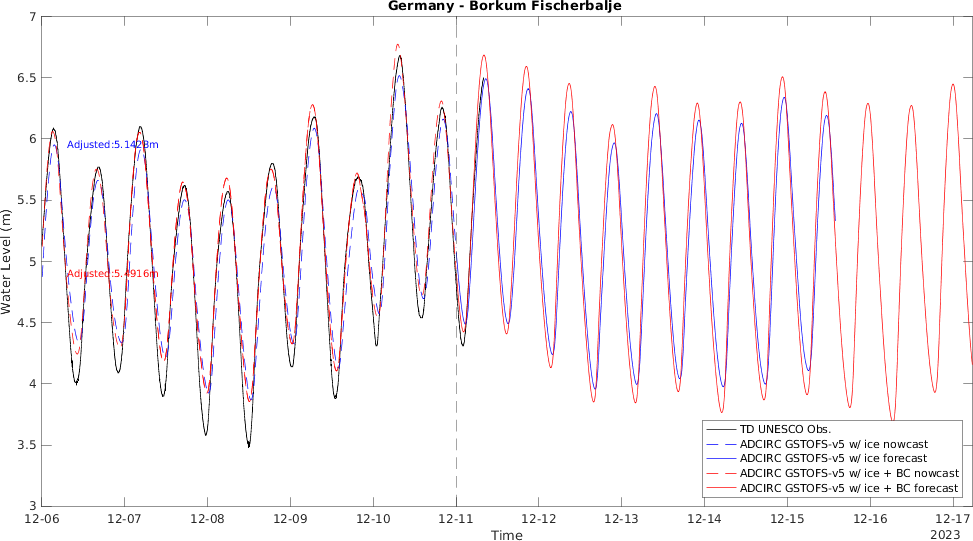 Germany - Borkum Fischerbalje
7
6.5
6
5.5
5
4.5
4
3.5
3
Water Level (m)
Adjusted:5.1428m
Adjusted:5.4916m
TD UNESCO Obs.
ADCIRC GSTOFS-v5 w/ ice nowcast
ADCIRC GSTOFS-v5 w/ ice forecast
ADCIRC GSTOFS-v5 w/ ice + BC nowcast
ADCIRC GSTOFS-v5 w/ ice + BC forecast
12-06 12-07 12-08 12-09 12-10 12-11 12-12 12-13 12-14 12-15 12-16 12-17
Time
2023